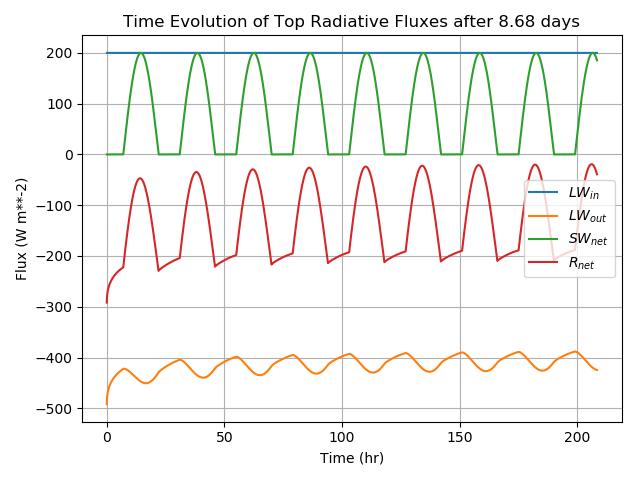 Time Evolution of Top Radiative Fluxes after 8.68 days
Flux (W m**-2)
200
100
0
−100
−200
−300
−400
−500
LW_in
LW_out
SW_net
R_net
0 50 100 150 200
Time (hr)